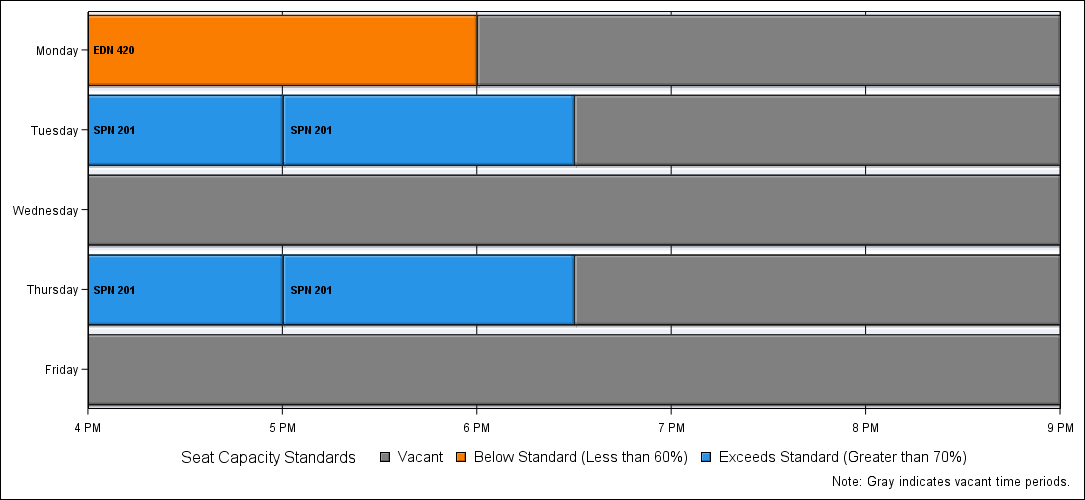 Monday EDN 420
Tuesday SPN 201 SPN 201
Wednesday
Thursday SPN 201 SPN 201
Friday
4 PM 5 PM 6 PM 7 PM 8 PM 9 PM
Seat Capacity Standards Vacant Below Standard (Less than 60%) Exceeds Standard (Greater than 70%)
Note: Gray indicates vacant time periods.